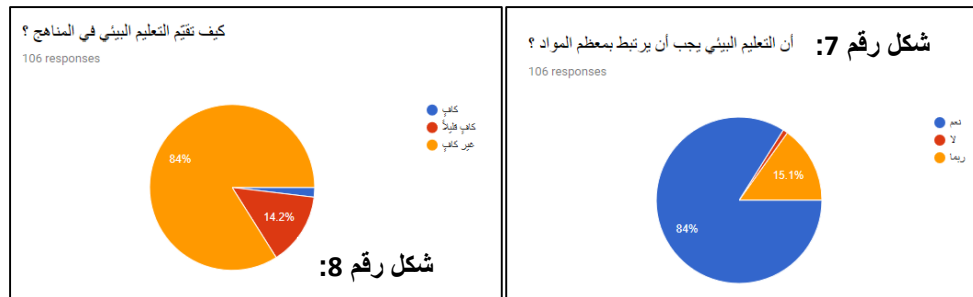 شكل رقم 7:
أن التعليم البيئي يجب أن يرتبط بمعظم المواد ؟
106 responses
نعم
لا
ربما
15.1%
84%
كيف تقيّم التعليم البيئي في المناهج ؟
106 responses
كافٍ
كافٍ قليلاً
غير كافٍ
84%
14.2%
شكل رقم 8: